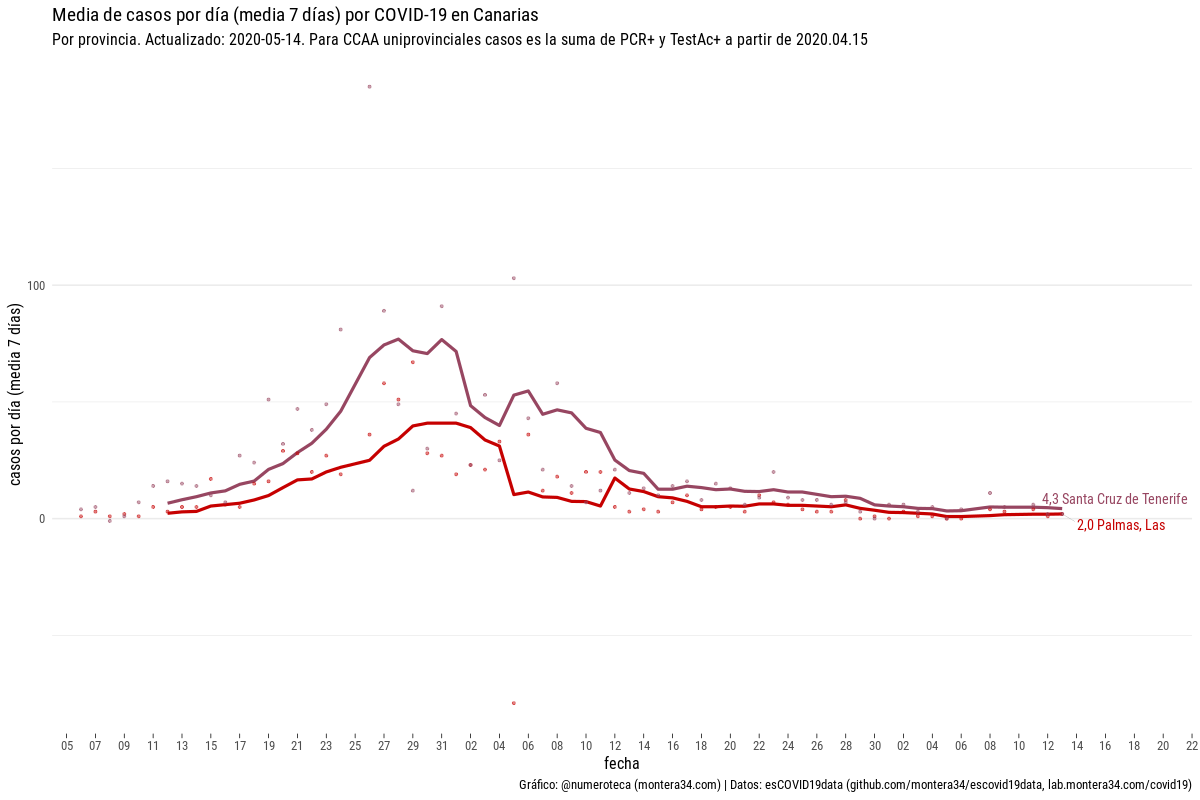 Media de casos por día (media 7 días) por COVID-19 en Canarias
Por provincia. Actualizado: 2020-05-14. Para CCAA uniprovinciales casos es la suma de PCR+ y TestAc+ a partir de 2020.04.15
casos por día (media 7 días)
100
0
4,3 Santa Cruz de Tenerife
2,0 Palmas, Las
05 07 09 11 13 15 17 19 21 23 25 27 29 31 02 04 06 08 10 12 14 16 18 20 22 24 26 28 30 02 04 06 08 10 12 14 16 18 20 22
fecha
Gráfico: @numeroteca (montera34.com) | Datos: esCOVID19data (github.com/montera34/escovid19data, lab.montera34.com/covid19)